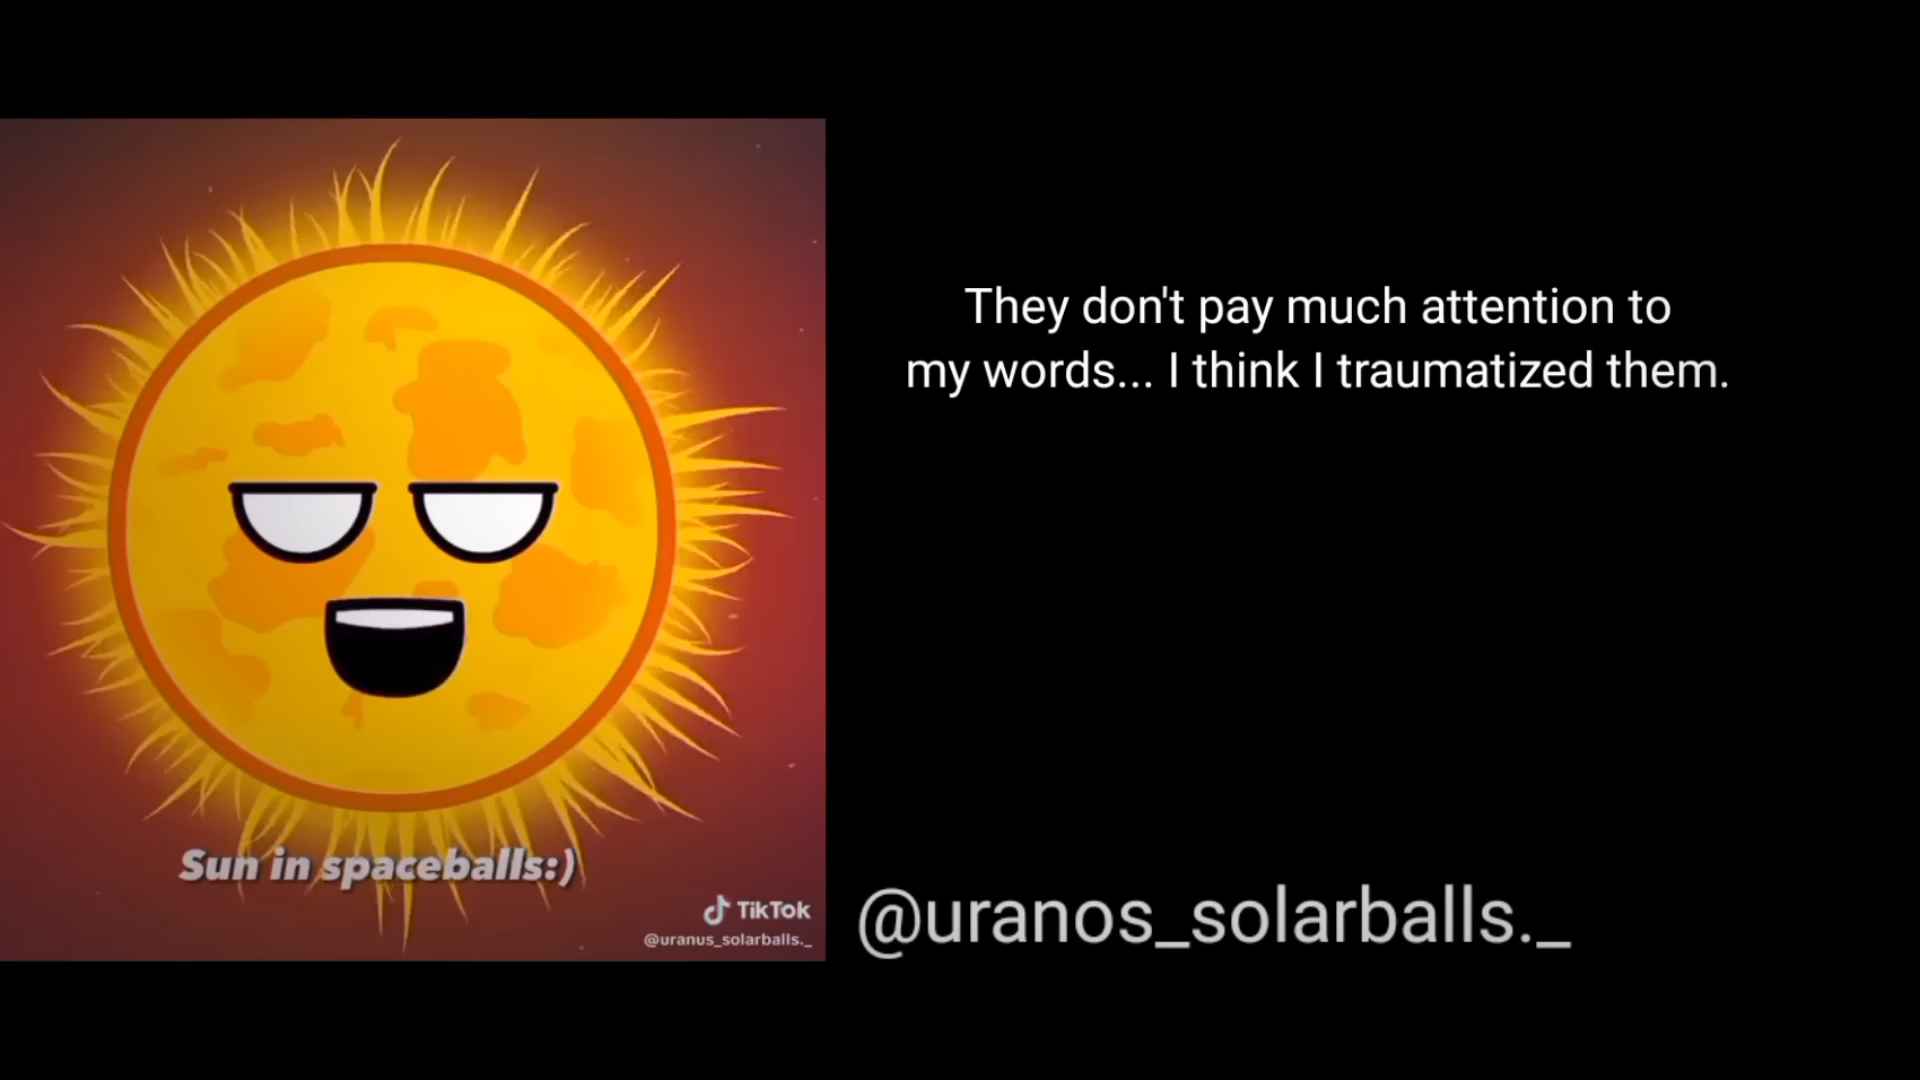 They don't pay much attention to
my words... I think I traumatized them.
Sun in spaceballs:)
TikTok
@uranus_solarballs._
@uranos_solarballs._